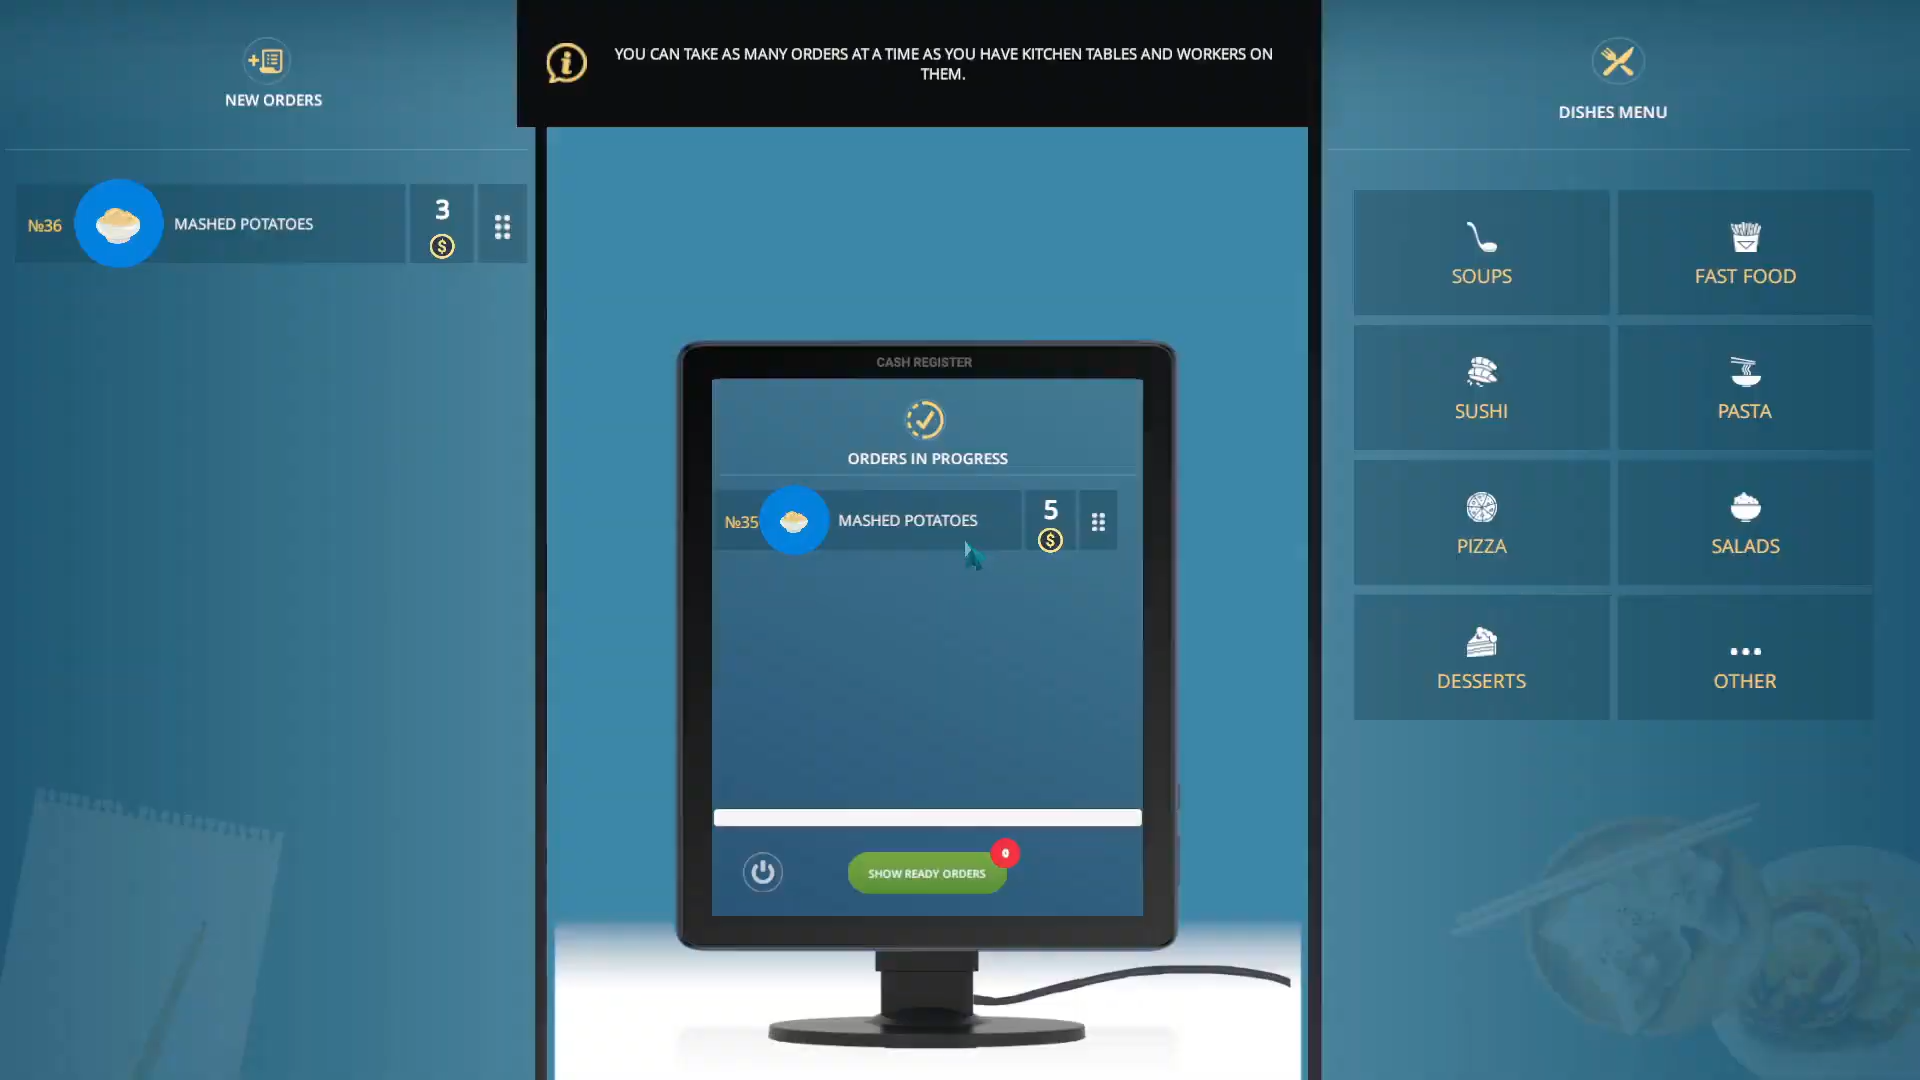 NEW ORDERS
№36
MASHED POTATOES
3
YOU CAN TAKE AS MANY ORDERS AT A TIME AS YOU HAVE KITCHEN TABLES AND WORKERS ON
THEM.
CASH REGISTER
ORDERS IN PROGRESS
№35
MASHED POTATOES
5
0
SHOW READY ORDERS
DISHES MENU
SOUPS
FAST FOOD
SUSHI
PASTA
PIZZA
SALADS
DESSERTS
OTHER